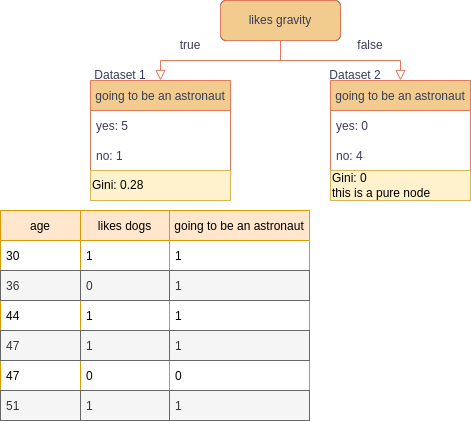 likes gravity
true false
Dataset 1 Dataset 2
going to be an astronaut going to be an astronaut
yes: 5 yes: 0
no: 1 no: 4
Gini: 0.28 Gini: 0
this is a pure node
age likes dogs going to be an astronaut
30 1 1
36 0 1
44 1 1
47 1 1
47 0 0
51 1 1